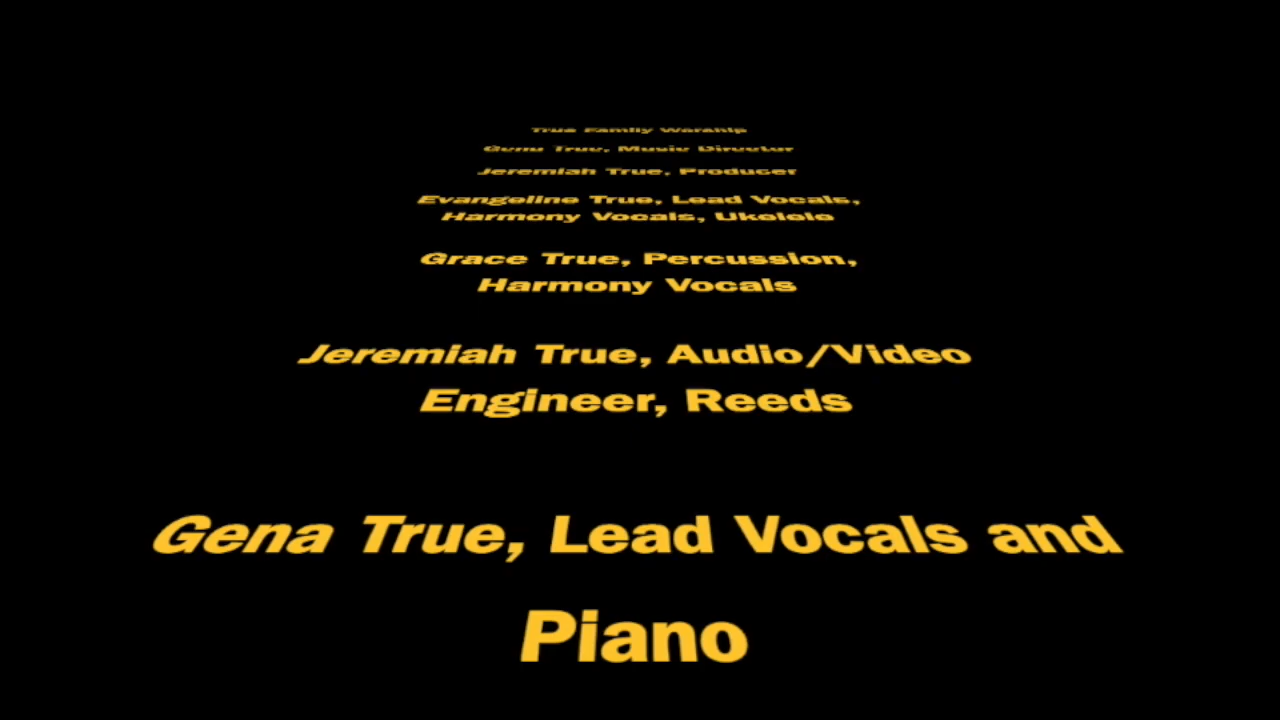 True Family Worship
Gena True, Music Director
Jeremiah True, Producer
Evangeline True, Lead Vocals,
Harmony Vocals, Ukelele
Grace True, Percussion,
Harmony Vocals
Jeremiah True, Audio/Video
Engineer, Reeds
Gena True, Lead Vocals and
Piano